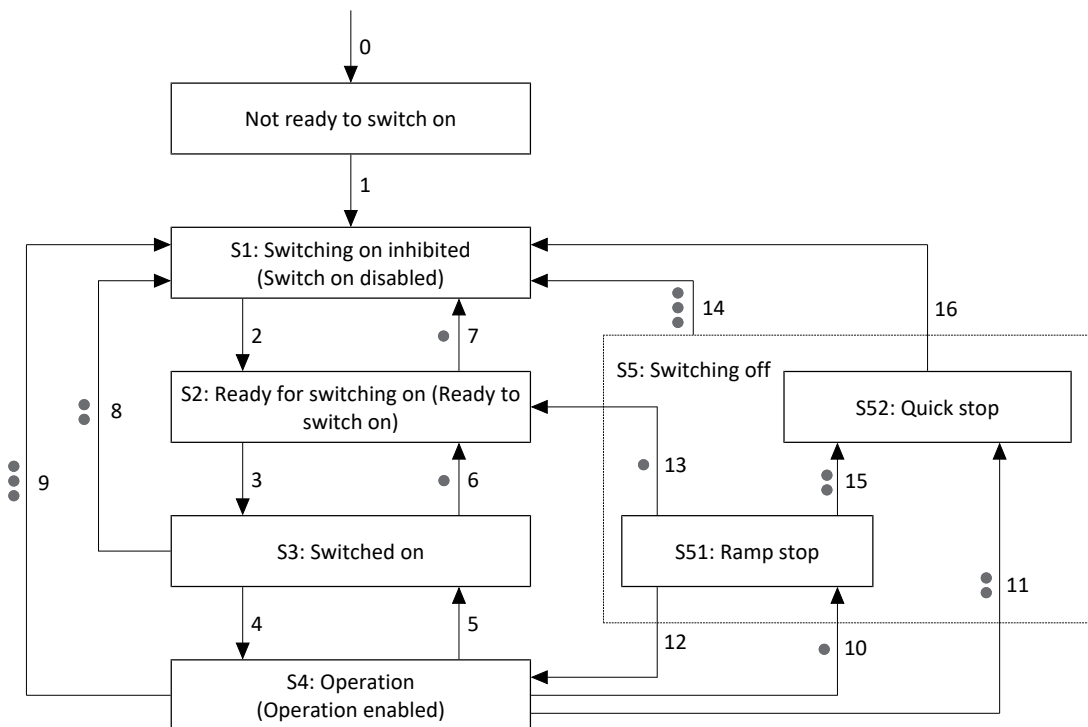 0
Not ready to switch on
1
S1: Switching on inhibited
(Switch on disabled)
2
7
14
16
S5: Switching off
S2: Ready for switching on (Ready to
switch on)
S52: Quick stop
8
9
3
6
13
15
S3: Switched on
S51: Ramp stop
11
4
5
12
10
S4: Operation
(Operation enabled)